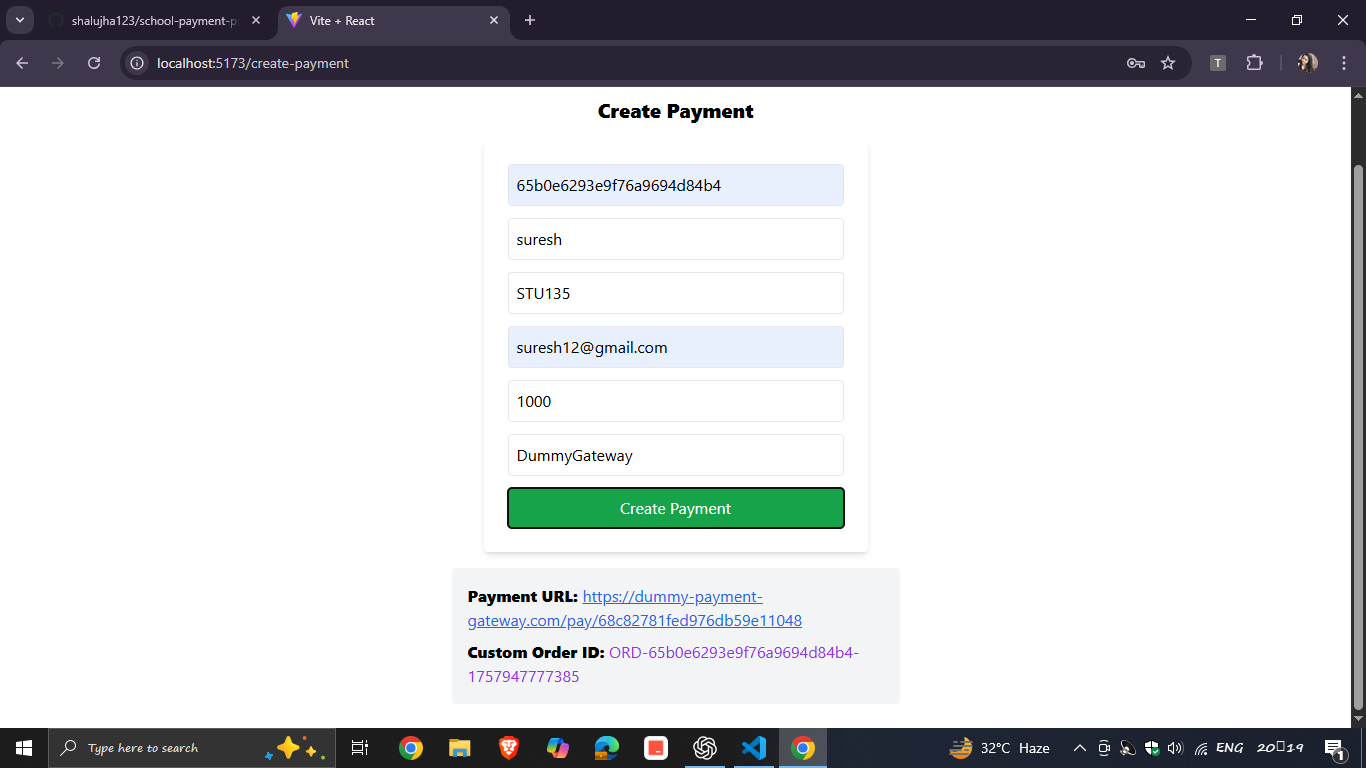 shalujha123/school-payment-p
Vite + React
localhost:5173/create-payment
T
Create Payment
65b0e6293e9f76a9694d84b4
suresh
STU135
suresh12@gmail.com
1000
DummyGateway
Create Payment
Payment URL: https://dummy-payment-
gateway.com/pay/68c82781fed976db59e11048
Custom Order ID: ORD-65b0e6293e9f76a9694d84b4-
1757947777385
Type here to search
32°C Haze
ENG
20▯19
1